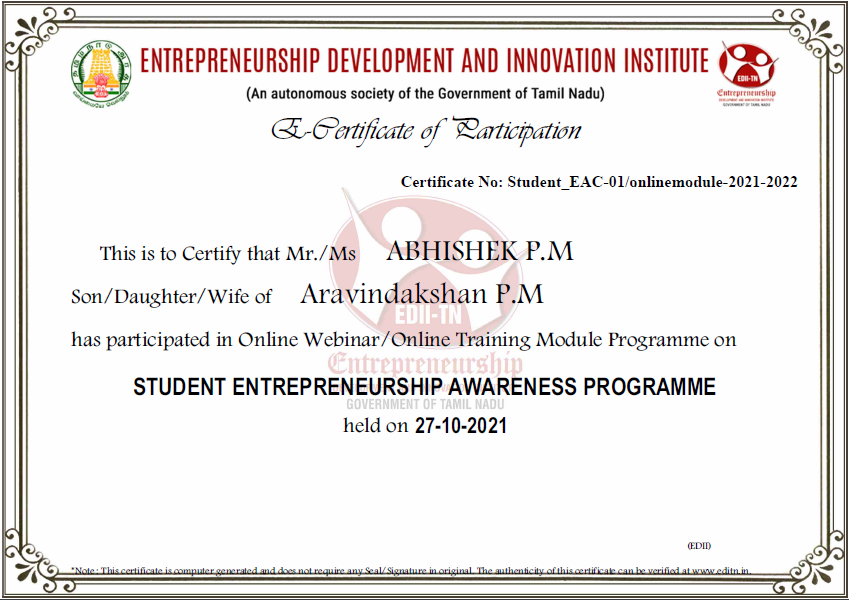 ENTREPRENEURSHIP DEVELOPMENT AND INNOVATION INSTITUTE
(An autonomous society of the Government of Tamil Nadu)
EDII-TN
Entrepreneurship
DEVELOPMENT AND INNOVATION INSTITUTE
GOVERNMENT OF TAMIL NADU
E-Certificate of Participation
Certificate No: Student_EAC-01/onlinemodule-2021-2022
This is to Certify that Mr./Ms ABHISHEK P.M
Son/Daughter/Wife of Aravindakshan P.M
EDII-TN
has participated in Online Webinar/Online Training Module Programme on
Entrepreneurship
STUDENT ENTREPRENEURSHIP AWARENESS PROGRAMME
GOVERNMENT OF TAMIL NADU
held on 27-10-2021
(EDII)
*Note: This certificate is computer generated and does not require any Seal/Signature in original. The authenticity of this certificate can be verified at www.editn.in.